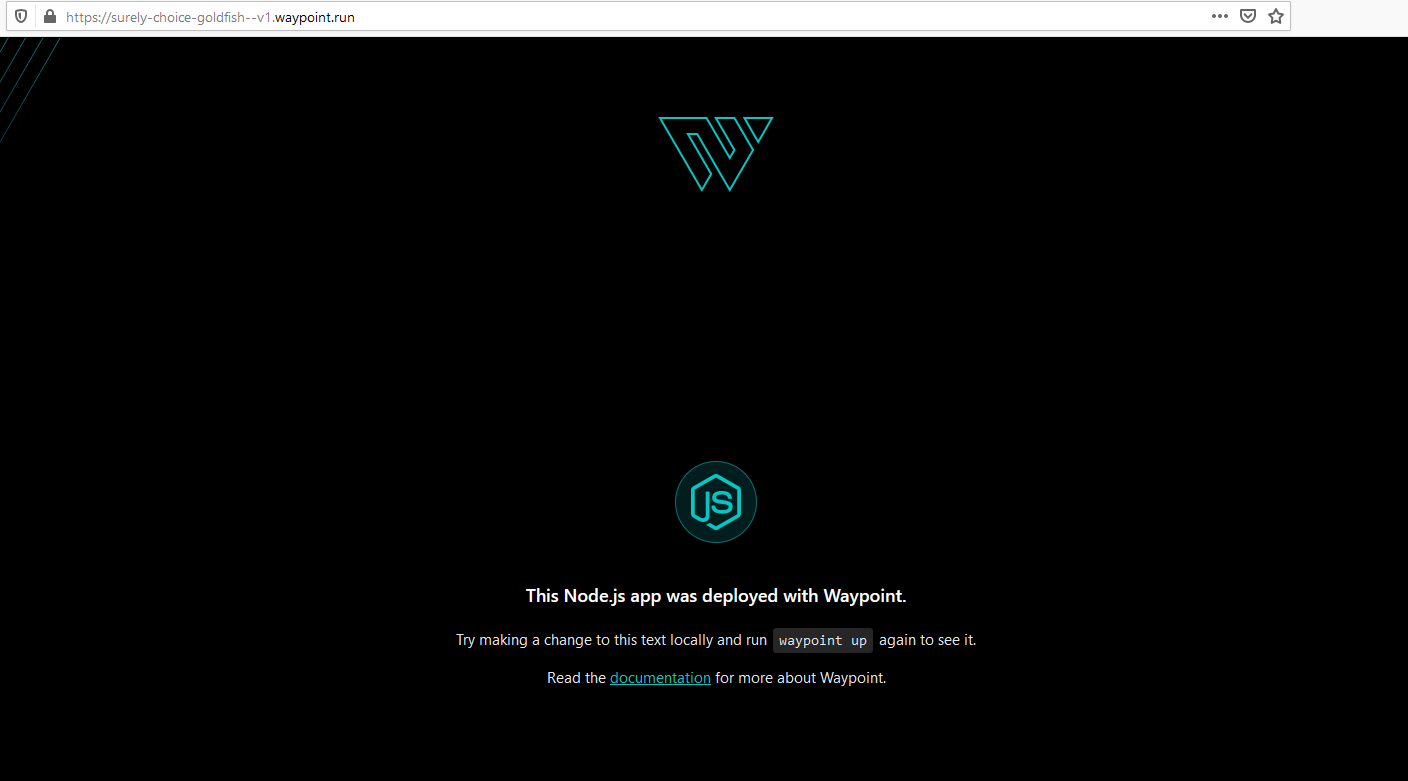 https://surely-choice-goldfish--v1.waypoint.run
JS
This Node.js app was deployed with Waypoint.
Try making a change to this text locally and run waypoint up again to see it.
Read the documentation for more about Waypoint.